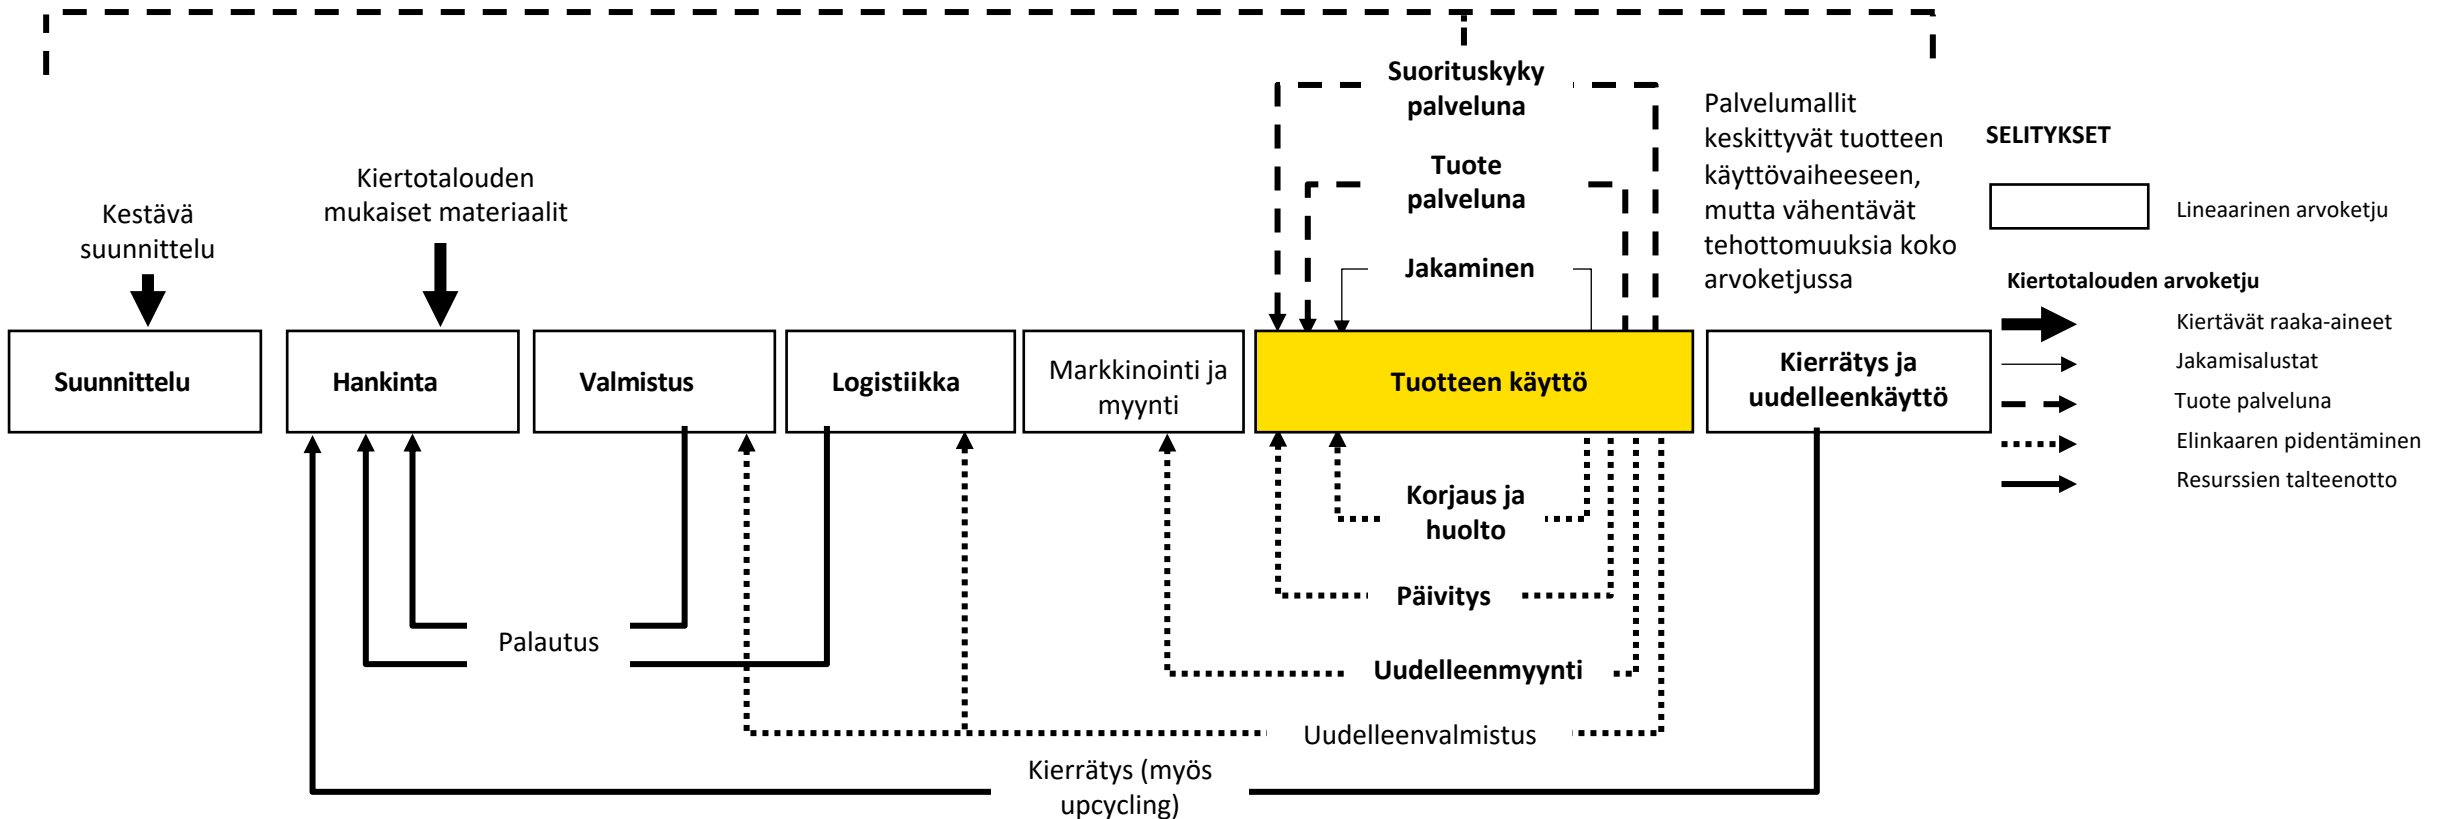 Suorituskyky
palveluna
Palvelumallit
keskittyvät tuotteen
käyttövaiheeseen,
mutta vähentävät
tehottomuuksia koko
arvoketjussa
SELITYKSET
Lineaarinen arvoketju
Kiertotalouden arvoketju
Kiertävät raaka-aineet
Jakamisalustat
Tuote palveluna
Elinkaaren pidentäminen
Resurssien talteenotto
Tuote
palveluna
Kiertotalouden
mukaiset materiaalit
Kestävä
suunnittelu
Jakaminen
Suunnittelu
Hankinta
Valmistus
Logistiikka
Markkinointi ja
myynti
Tuotteen käyttö
Kierrätys ja
uudelleenkäyttö
Korjaus ja
huolto
Päivitys
Palautus
Uudelleenmyynti
Uudelleenvalmistus
Kierrätys (myös
upcycling)